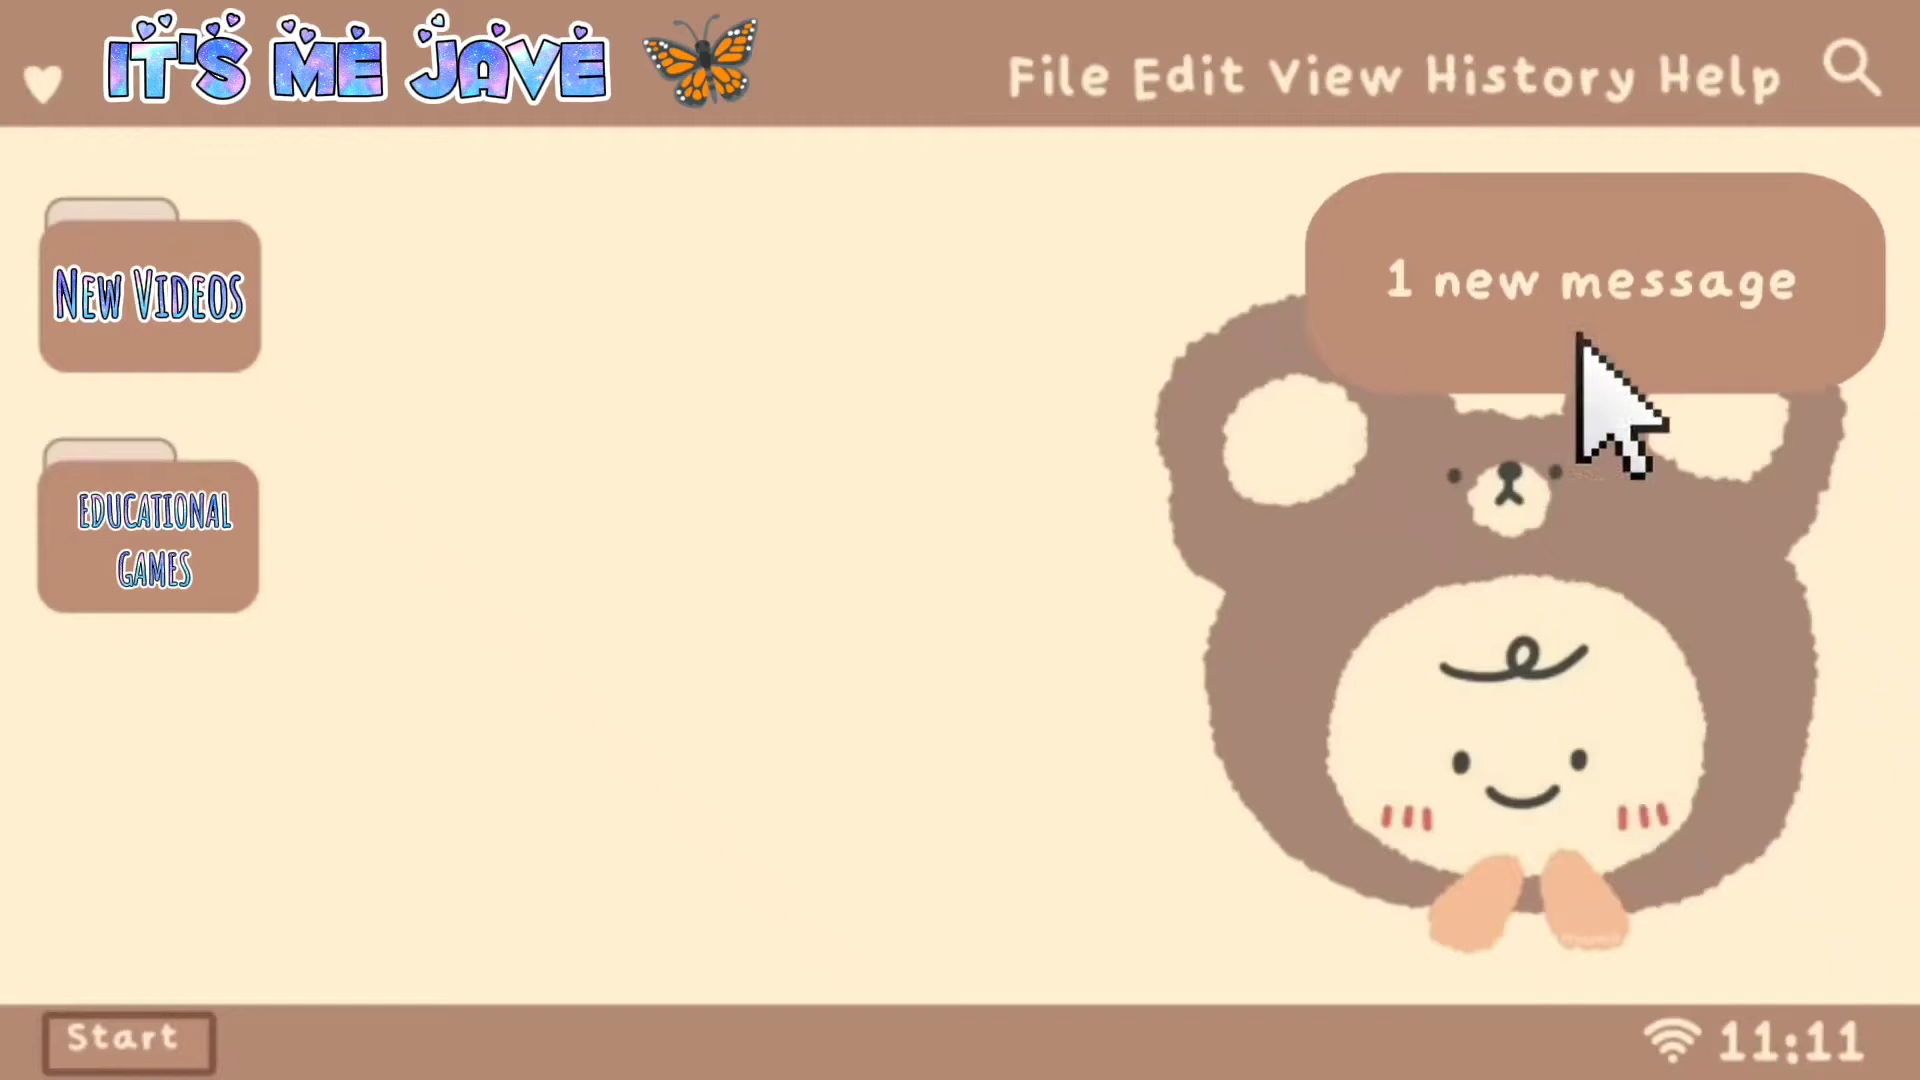 IT'S ME JAVE
File Edit View History Help
1 new message
NEW VIDEOS
EDUCATIONAL
GAMES
Start
11:11